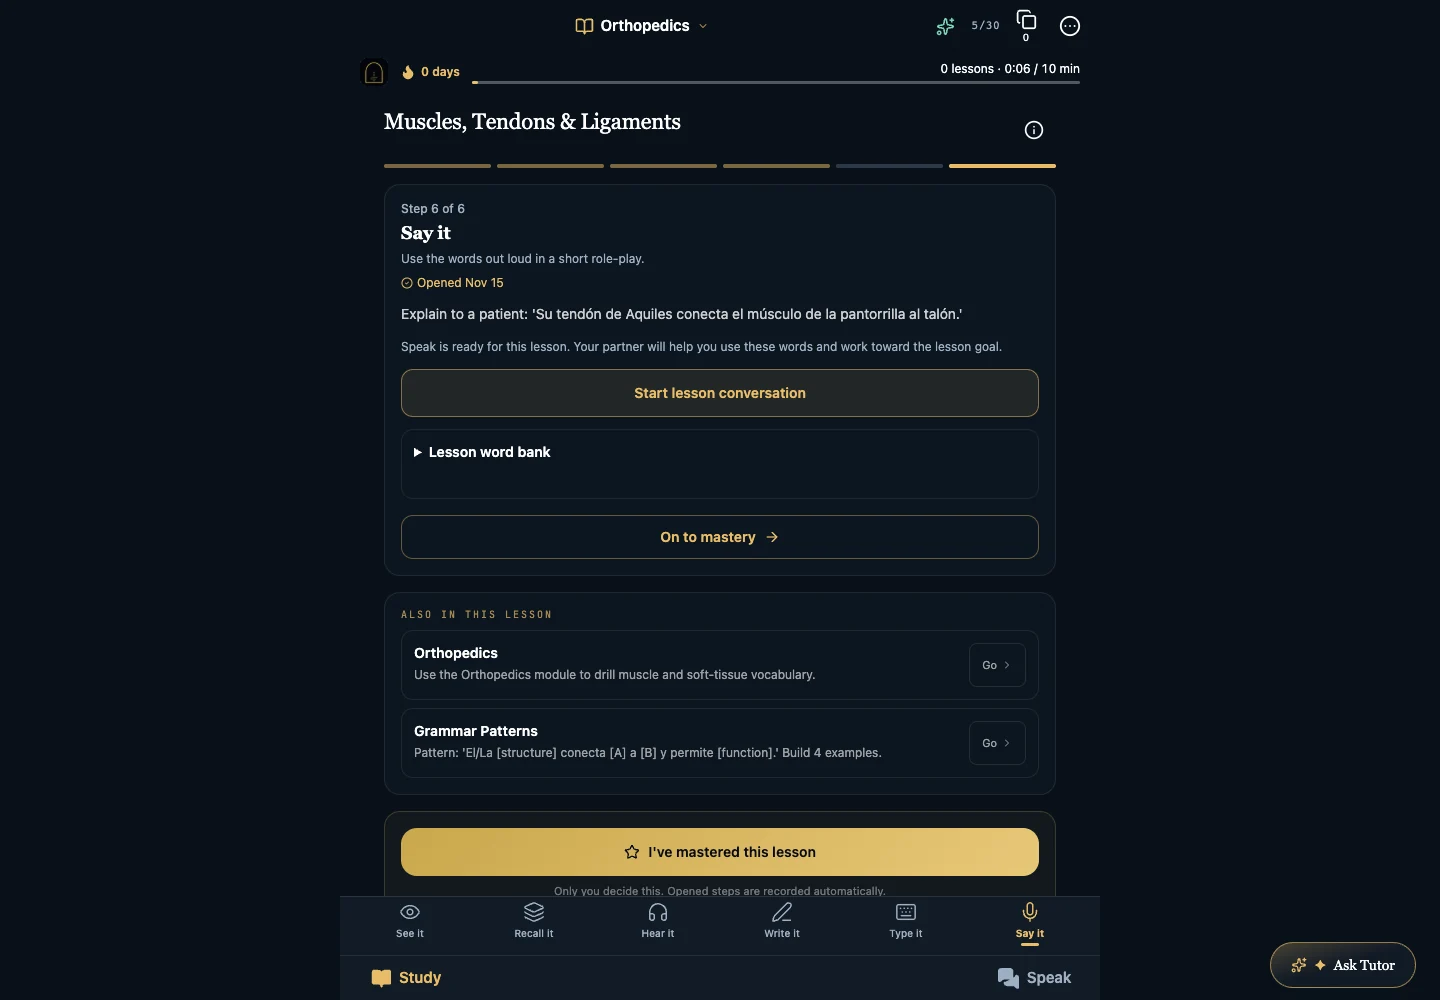 Orthopedics
5/30
0
0 days
0 lessons · 0:06 / 10 min
Muscles, Tendons & Ligaments
Step 6 of 6
Say it
Use the words out loud in a short role-play.
Opened Nov 15
Explain to a patient: 'Su tendón de Aquiles conecta el músculo de la pantorrilla al talón.'
Speak is ready for this lesson. Your partner will help you use these words and work toward the lesson goal.
Start lesson conversation
Lesson word bank
On to mastery
ALSO IN THIS LESSON
Orthopedics
Use the Orthopedics module to drill muscle and soft-tissue vocabulary.
Go
Grammar Patterns
Pattern: 'El/La [structure] conecta [A] a [B] y permite [function].' Build 4 examples.
Go
I've mastered this lesson
Only you decide this. Opened steps are recorded automatically.
See it
Recall it
Hear it
Write it
Type it
Say it
Study
Speak
Ask Tutor